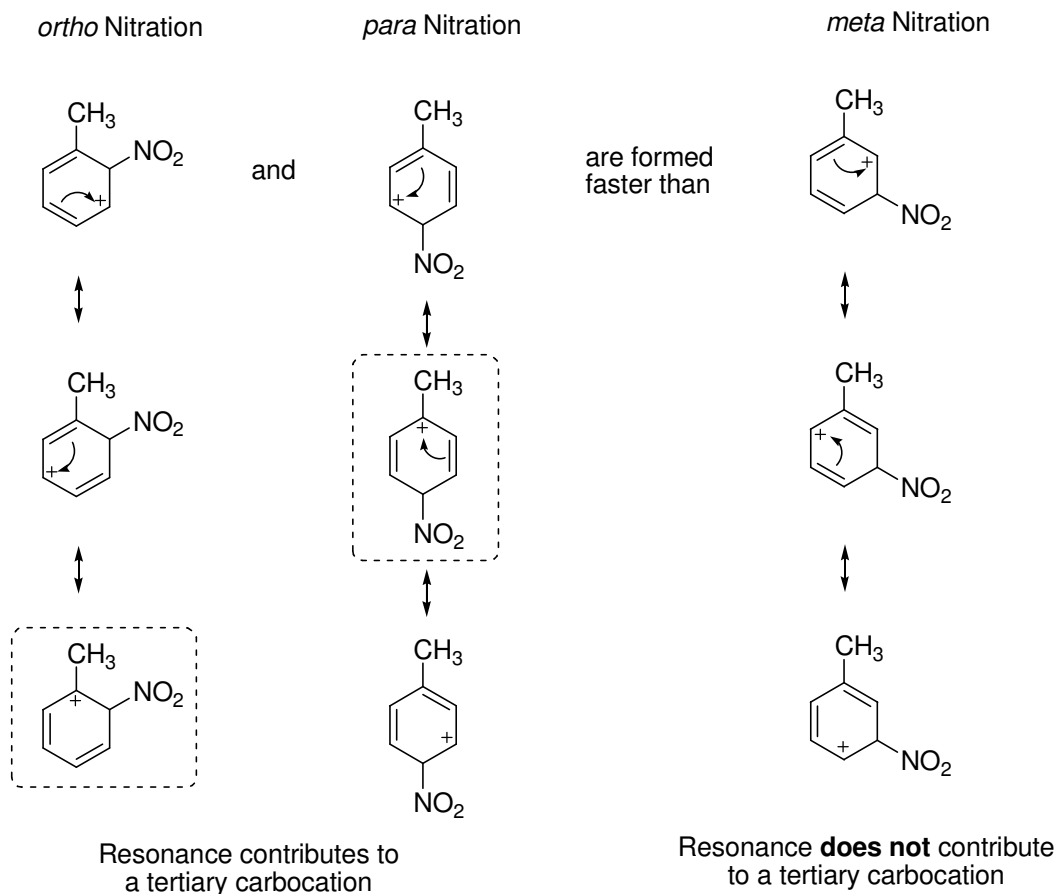 ortho Nitration
para Nitration
meta Nitration
CH3
NO2
+
and
CH3
+
NO2
are formed
faster than
CH3
+
NO2
CH3
NO2
+
CH3
+
NO2
CH3
+
NO2
CH3
+
NO2
CH3
+
NO2
CH3
+
NO2
Resonance contributes to
a tertiary carbocation
Resonance does not contribute
to a tertiary carbocation